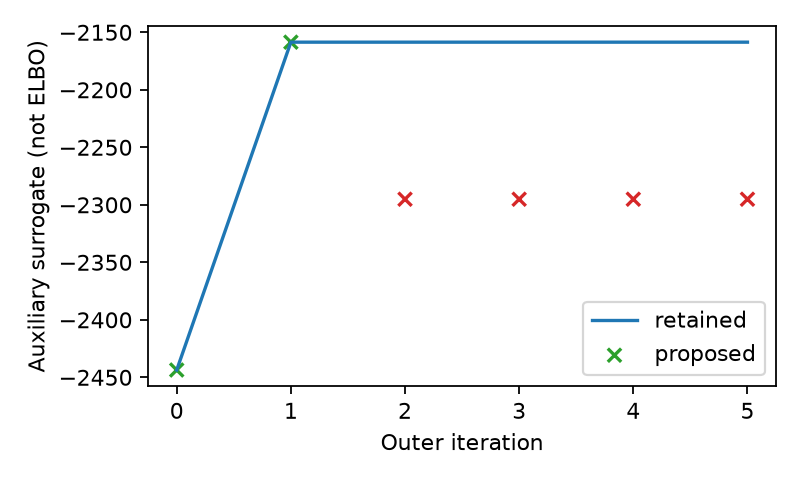 Auxiliary surrogate (not ELBO)
−2150
−2200
−2250
−2300
−2350
−2400
−2450
retained
proposed
0 1 2 3 4 5
Outer iteration